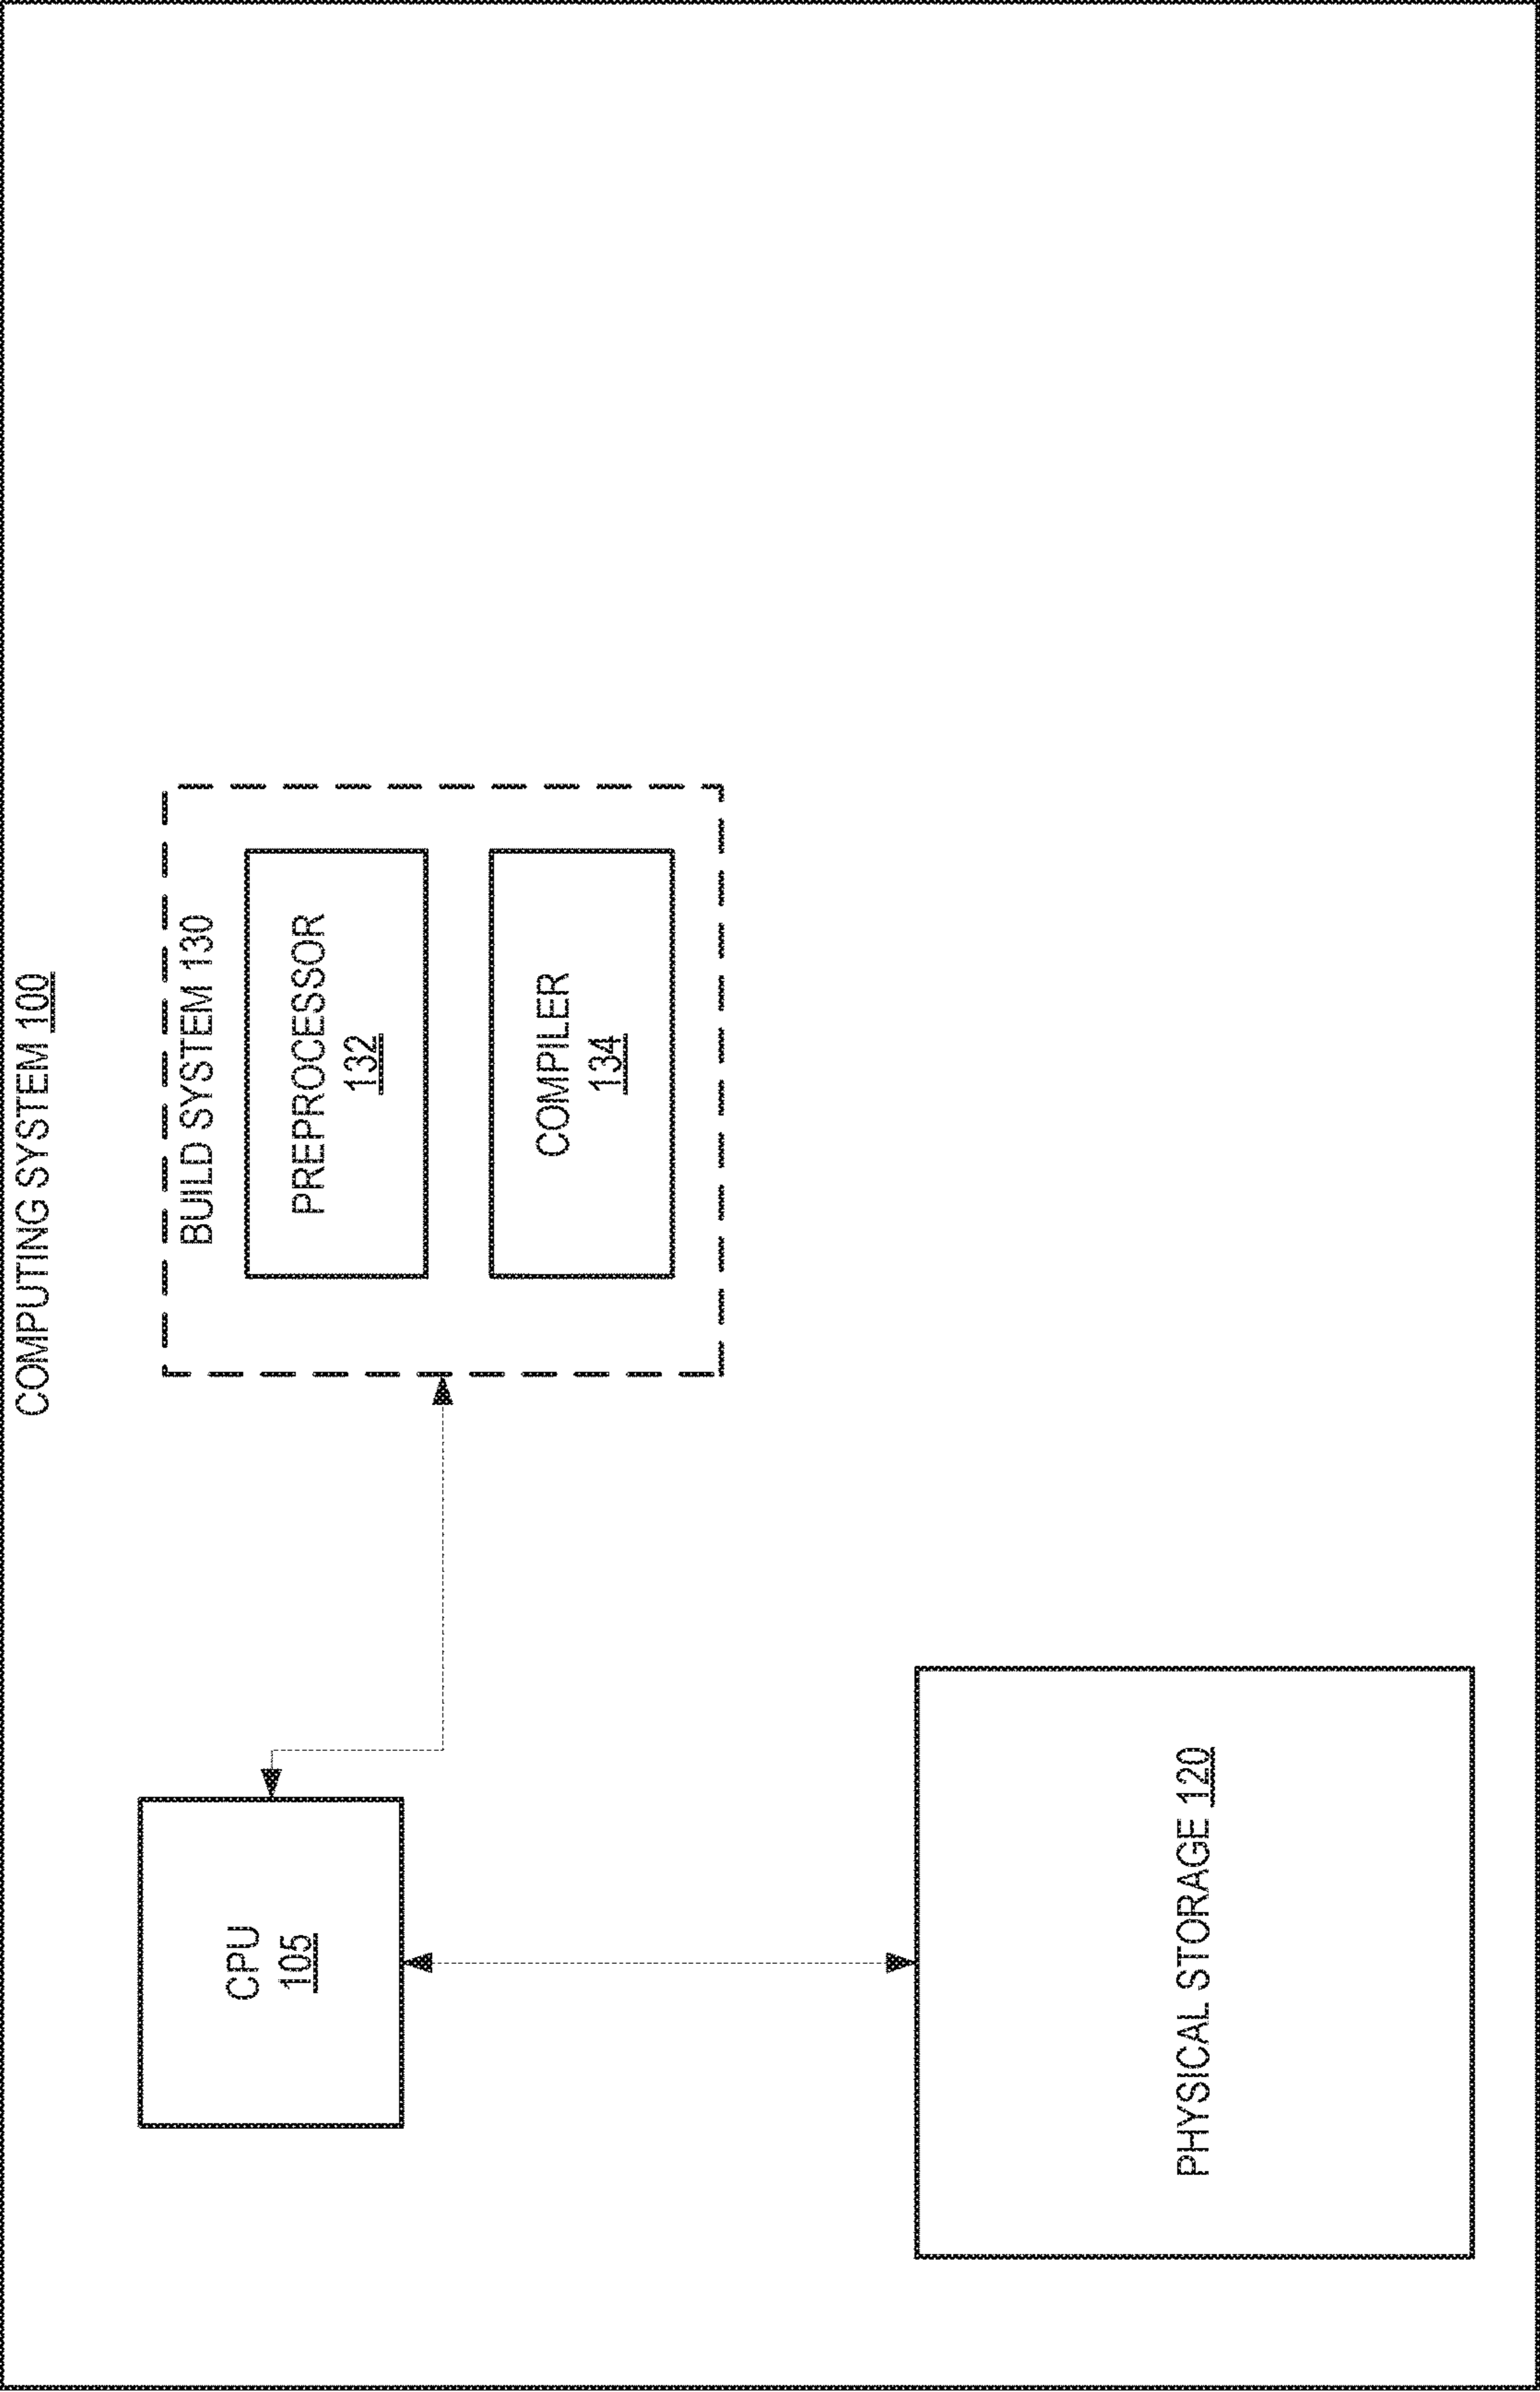 COMPUTING SYSTEM 100
CPU
105
BUILD SYSTEM 130
PREPROCESSOR
132
COMPILER
134
PHYSICAL STORAGE 120